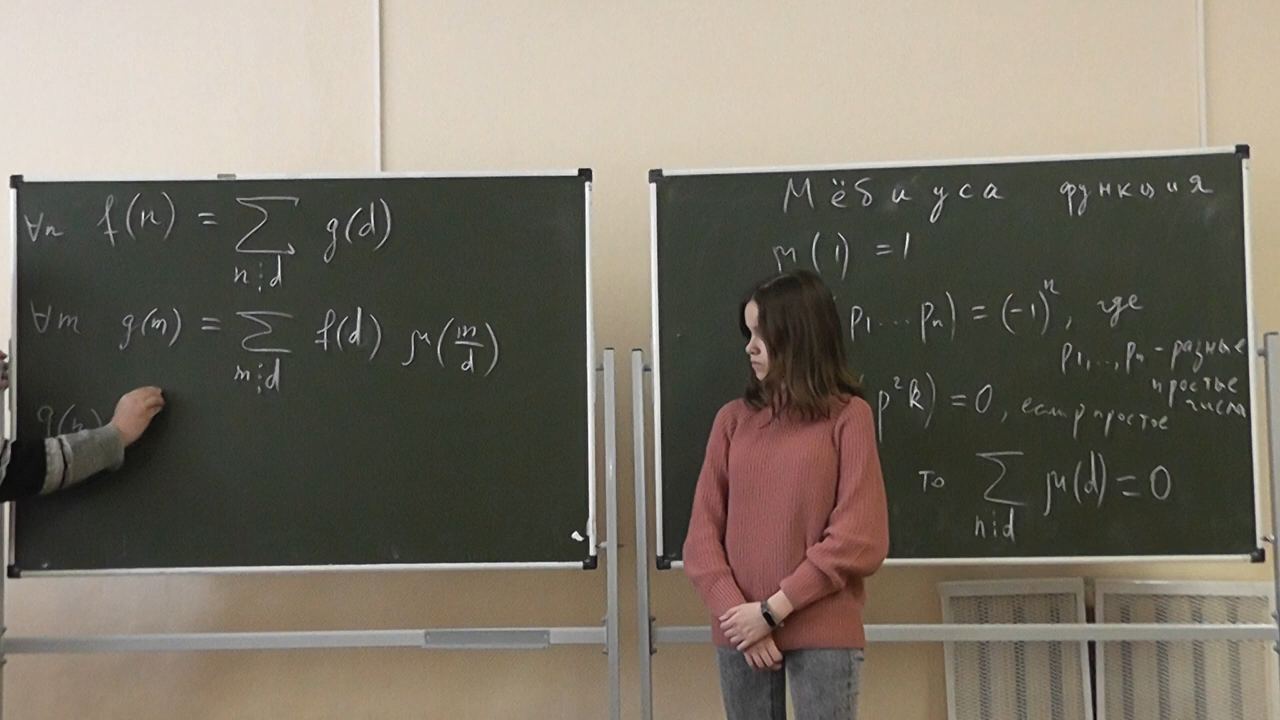 ∀n f(n) = ∑ g(d)
n⋮d
∀m g(m) = ∑ f(d) μ(m/d)
m⋮d
g(n)
Мёбиуса функция
μ(1) = 1
p₁...pₙ) = (-1)ⁿ, где
p₁,...,pₙ - разные
простые
числа
p²k) = 0, если p простое
то ∑ μ(d) = 0
n⋮d